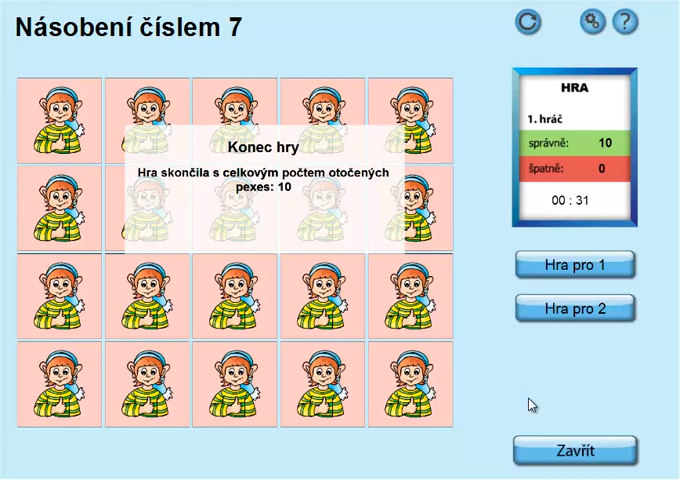 Násobení číslem 7
?
HRA
1. hráč
správně: 10
špatně: 0
00 : 31
Konec hry
Hra skončila s celkovým počtem otočených
pexes: 10
Hra pro 1
Hra pro 2
Zavřít